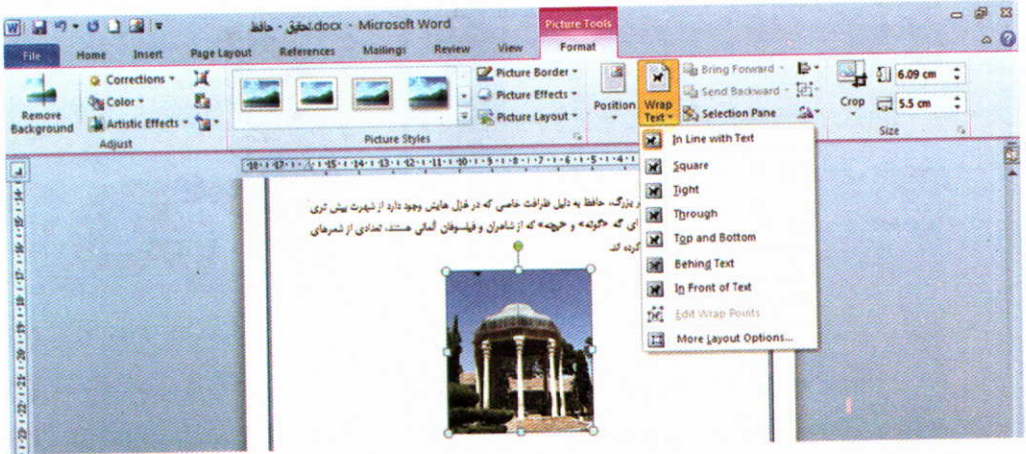 تحقیق - حافظ.docx - Microsoft Word
Picture Tools
File Home Insert Page Layout References Mailings Review View Format
Remove Background
Corrections
Color
Artistic Effects
Adjust
Picture Styles
Picture Border
Picture Effects
Picture Layout
Position
Wrap Text
Bring Forward
Send Backward
Selection Pane
Crop
6.09 cm
5.5 cm
Size
In Line with Text
Square
Tight
Through
Top and Bottom
Behing Text
In Front of Text
Edit Wrap Points
More Layout Options...
بزرگ، حافظ به دلیل ظرافت خاصی که در غزل هایش وجود دارد از شهرت بیش تری
ای که «گوته» و «نیچه» که از شاعران و فیلسوفان آلمانی هستند، تعدادی از شعرهای
کرده اند.